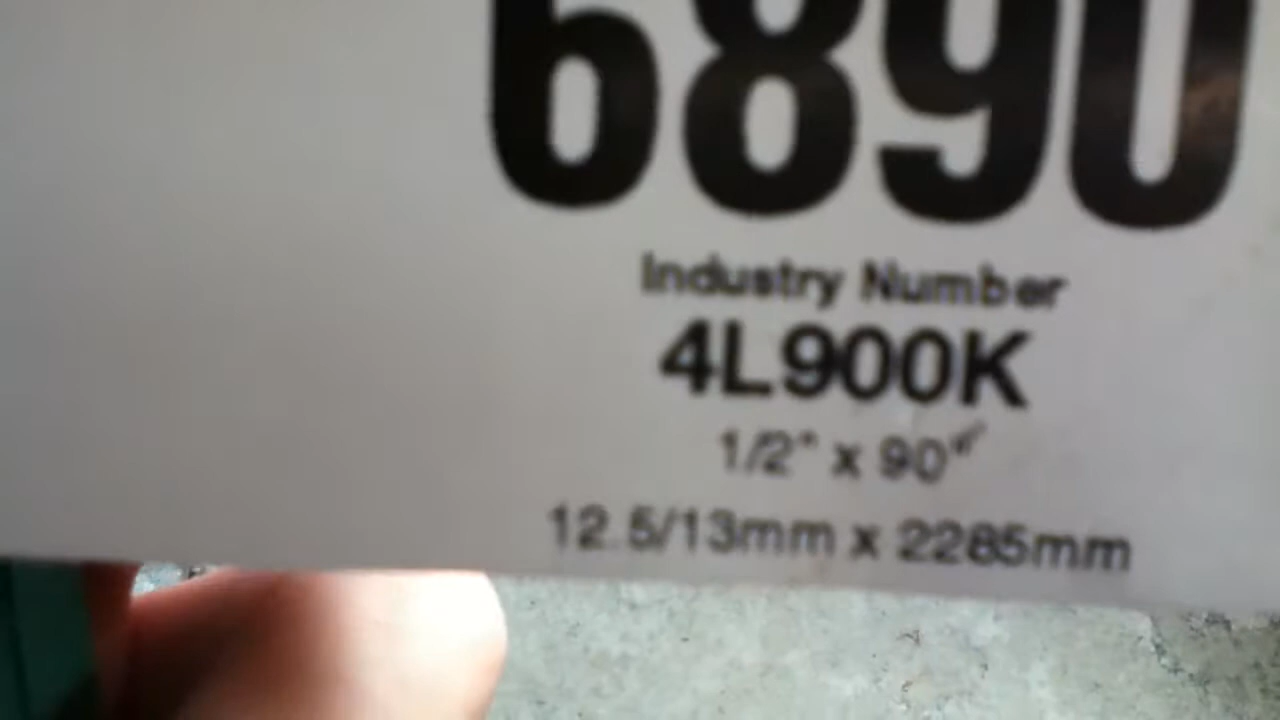 6890
Industry Number
4L900K
1/2" x 90"
12.5/13mm x 2285mm